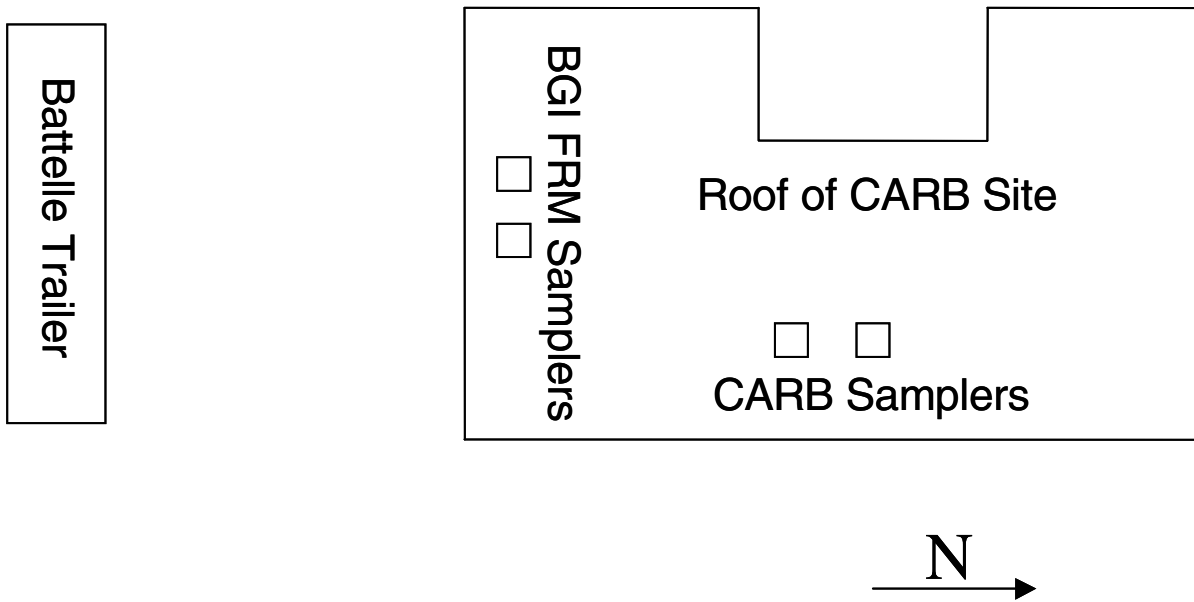 Battelle Trailer
BGI FRM Samplers
Roof of CARB Site
CARB Samplers
N